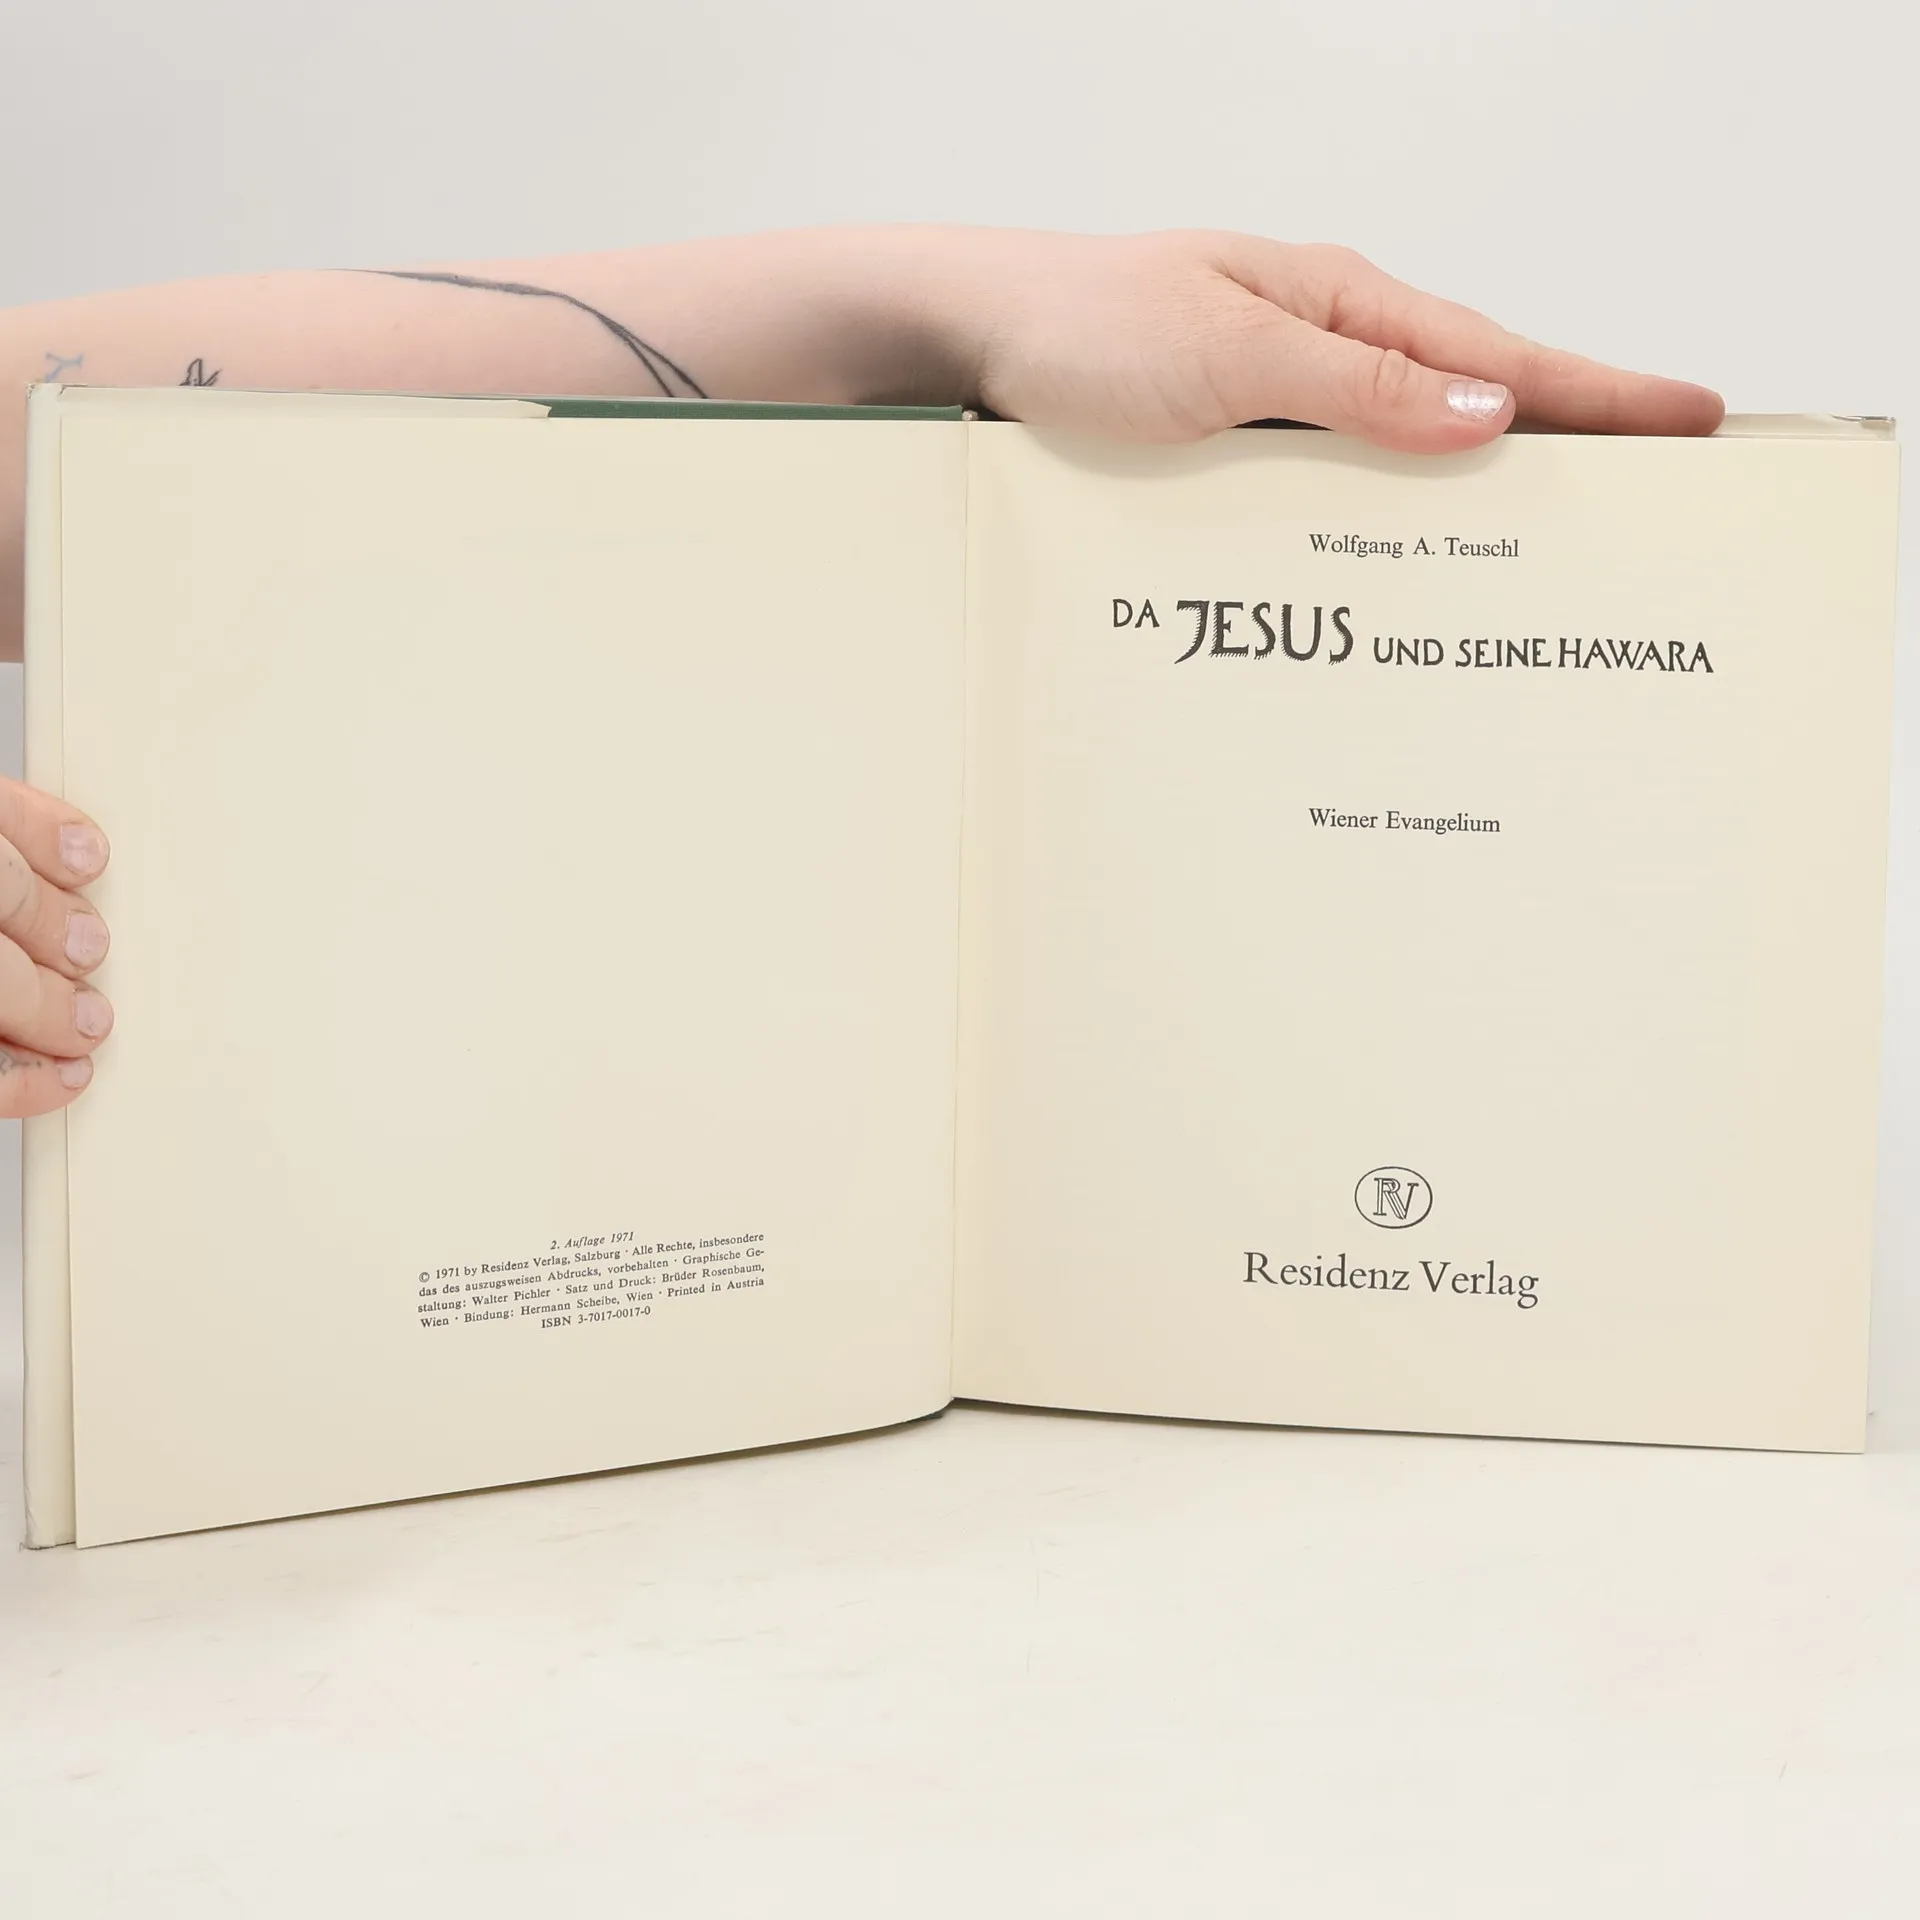 2. Auflage 1971
© 1971 by Residenz Verlag, Salzburg · Alle Rechte, insbesondere
das des auszugsweisen Abdrucks, vorbehalten · Graphische Ge-
staltung: Walter Pichler · Satz und Druck: Brüder Rosenbaum,
Wien · Bindung: Hermann Scheibe, Wien · Printed in Austria
ISBN 3-7017-0017-0
Wolfgang A. Teuschl
DA JESUS UND SEINE HAWARA
Wiener Evangelium
RV
Residenz Verlag